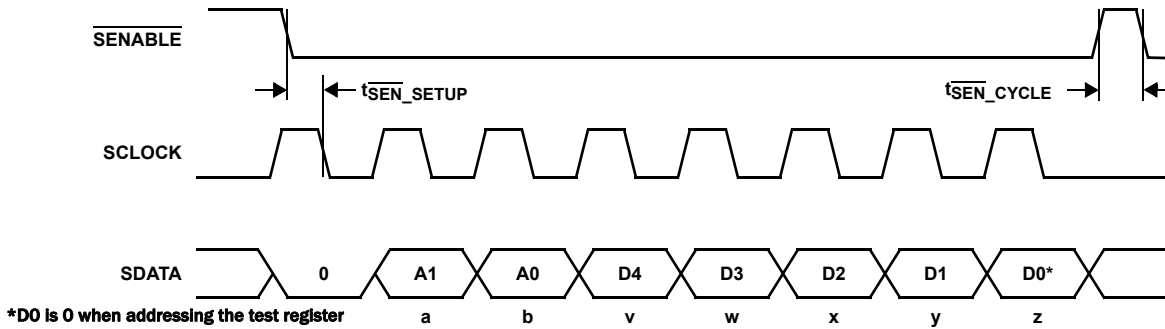 SENABLE
tSEN_SETUP
tSEN_CYCLE
SCLOCK
SDATA 0 A1 A0 D4 D3 D2 D1 D0*
*D0 is 0 when addressing the test register a b v w x y z